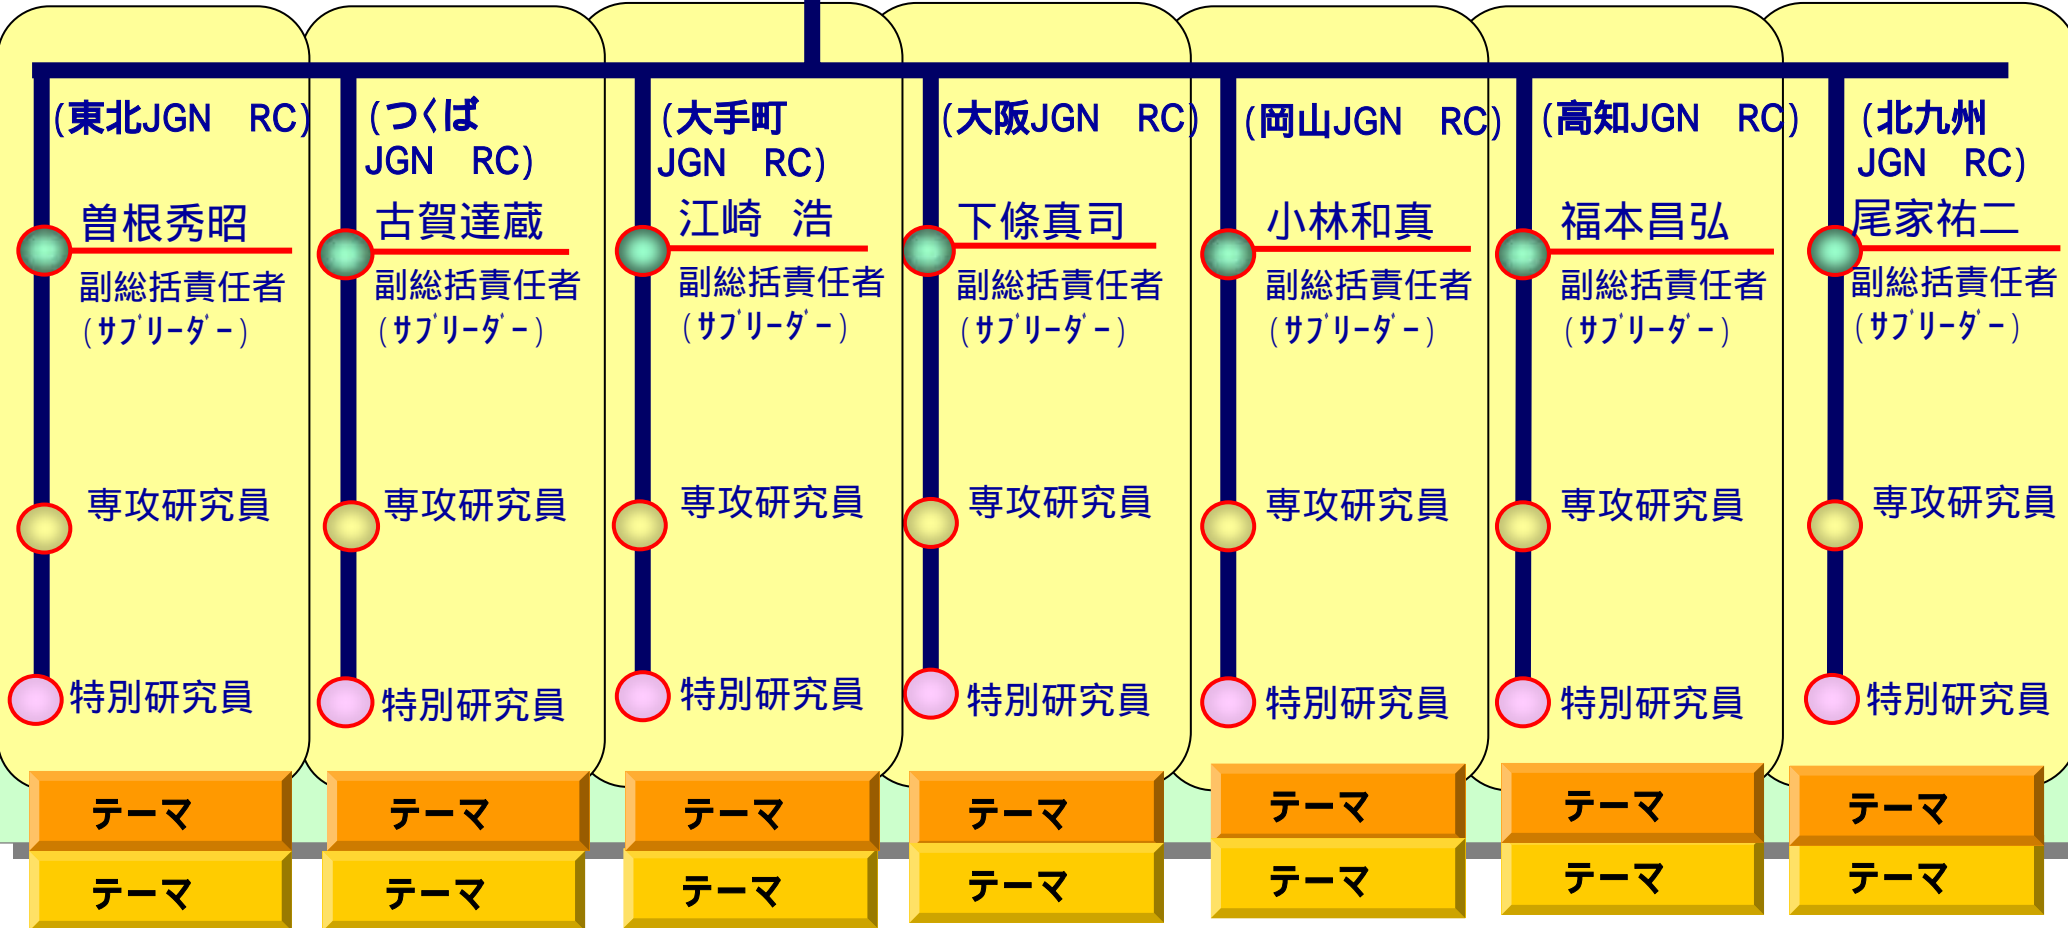 (東北JGN　RC)
曽根秀昭
副総括責任者
(ｻﾌﾞﾘｰﾀﾞｰ)
専攻研究員
特別研究員
テーマ
テーマ
(つくば
JGN　RC)
古賀達蔵
副総括責任者
(ｻﾌﾞﾘｰﾀﾞｰ)
専攻研究員
特別研究員
テーマ
テーマ
(大手町
JGN　RC)
江崎　浩
副総括責任者
(ｻﾌﾞﾘｰﾀﾞｰ)
専攻研究員
特別研究員
テーマ
テーマ
(大阪JGN　RC)
下條真司
副総括責任者
(ｻﾌﾞﾘｰﾀﾞｰ)
専攻研究員
特別研究員
テーマ
テーマ
(岡山JGN　RC)
小林和真
副総括責任者
(ｻﾌﾞﾘｰﾀﾞｰ)
専攻研究員
特別研究員
テーマ
テーマ
(高知JGN　RC)
福本昌弘
副総括責任者
(ｻﾌﾞﾘｰﾀﾞｰ)
専攻研究員
特別研究員
テーマ
テーマ
(北九州
JGN　RC)
尾家祐二
副総括責任者
(ｻﾌﾞﾘｰﾀﾞｰ)
専攻研究員
特別研究員
テーマ
テーマ